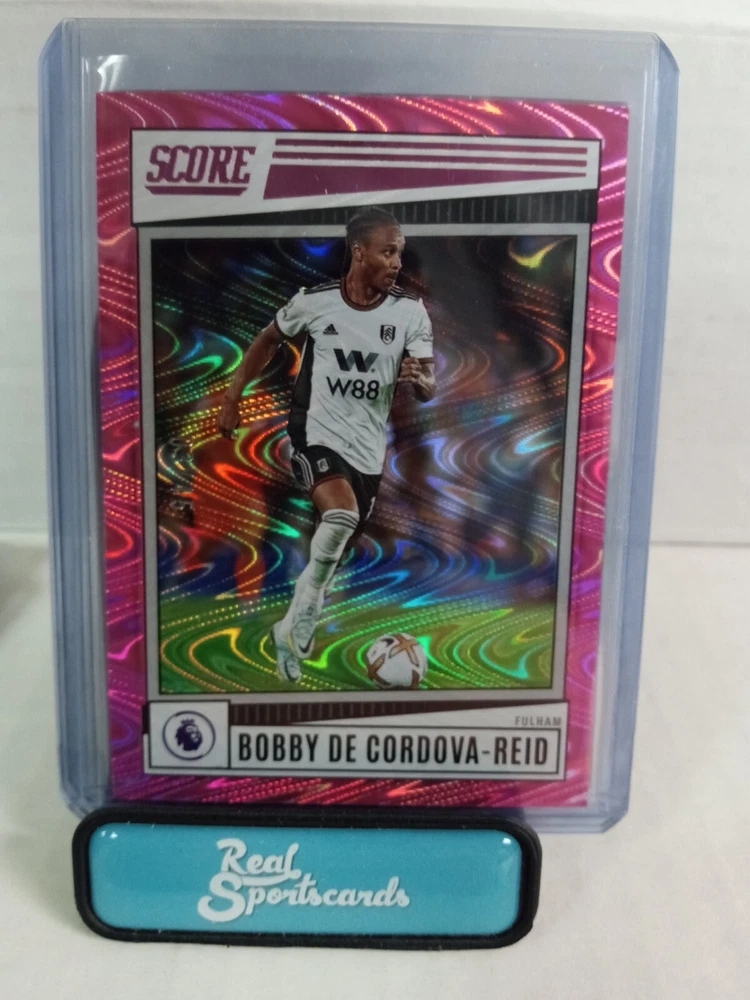 SCORE
W
W88
FULHAM
BOBBY DE CORDOVA-REID
Real
Sportscards